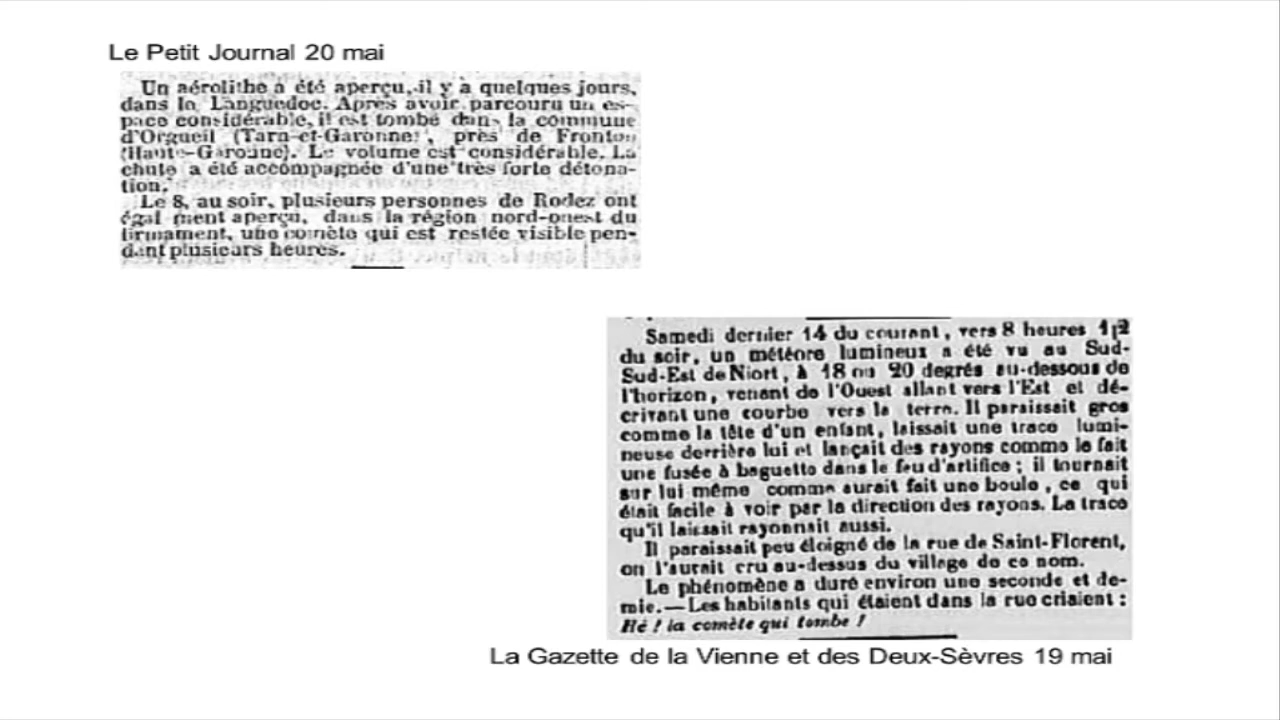 Le Petit Journal 20 mai
Un aérolithe a été aperçu, il y a quelques jours,
dans le Languedoc. Après avoir parcouru un es-
pace considérable, il est tombé dans la commune
d'Orgueil (Tarn-et-Garonne), près de Fronton
(Haute-Garonne). Le volume est considérable. La
chute a été accompagnée d'une très forte détona-
tion.
Le 8, au soir, plusieurs personnes de Rodez ont
également aperçu, dans la région nord-ouest du
firmament, une comète qui est restée visible pen-
dant plusieurs heures.
Samedi dernier 14 du courant, vers 8 heures 1|2
du soir, un météore lumineux a été vu au Sud-
Sud-Est de Niort, à 18 ou 20 degrés au-dessous de
l'horizon, venant de l'Ouest allant vers l'Est et dé-
crivant une courbe vers la terre. Il paraissait gros
comme la tête d'un enfant, laissait une trace lumi-
neuse derrière lui et lançait des rayons comme le fait
une fusée à baguette dans le feu d'artifice ; il tournait
sur lui même comme aurait fait une boule, ce qui
était facile à voir par la direction des rayons. La trace
qu'il laissait rayonnait aussi.
Il paraissait peu éloigné de la rue de Saint-Florent,
on l'aurait cru au-dessus du village de ce nom.
Le phénomène a duré environ une seconde et de-
mie. — Les habitants qui étaient dans la rue criaient :
Hé ! la comète qui tombe !
La Gazette de la Vienne et des Deux-Sèvres 19 mai